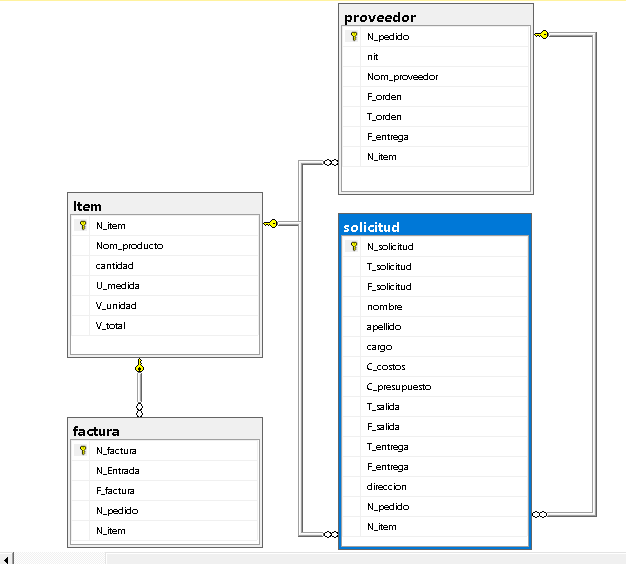 proveedor
N_pedido
nit
Nom_proveedor
F_orden
T_orden
F_entrega
N_item
Item
N_item
Nom_producto
cantidad
U_medida
V_unidad
V_total
solicitud
N_solicitud
T_solicitud
F_solicitud
nombre
apellido
cargo
C_costos
C_presupuesto
T_salida
F_salida
T_entrega
F_entrega
direccion
N_pedido
N_item
factura
N_factura
N_Entrada
F_factura
N_pedido
N_item